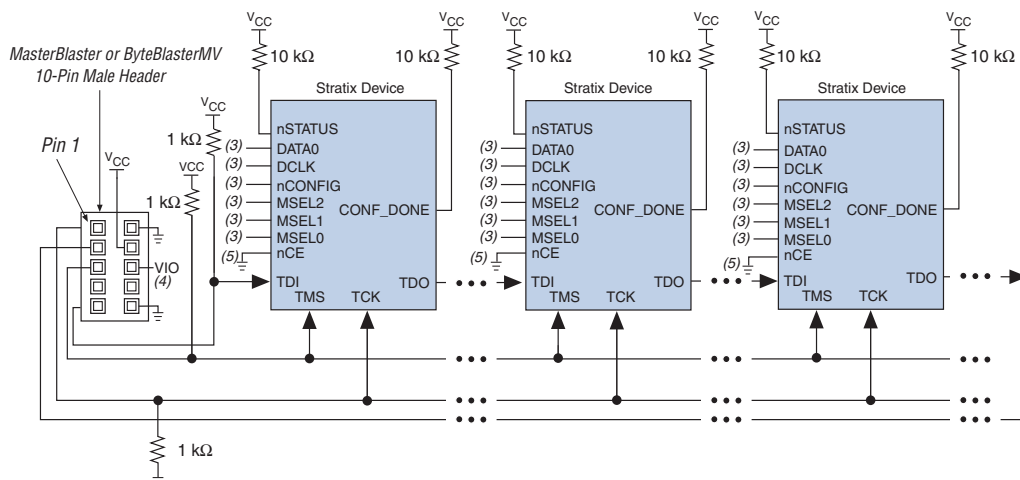 MasterBlaster or ByteBlasterMV
10-Pin Male Header
Pin 1
VCC
VCC
1 kΩ
VCC
1 kΩ
VIO
(4)
1 kΩ
VCC
10 kΩ
VCC
10 kΩ
Stratix Device
nSTATUS
(3) DATA0
(3) DCLK
(3) nCONFIG
(3) MSEL2
(3) MSEL1
CONF_DONE
(3) MSEL0
(5) nCE
TDI
TDO
TMS
TCK
VCC
10 kΩ
VCC
10 kΩ
Stratix Device
nSTATUS
(3) DATA0
(3) DCLK
(3) nCONFIG
(3) MSEL2
(3) MSEL1
CONF_DONE
(3) MSEL0
(5) nCE
TDI
TDO
TMS
TCK
VCC
10 kΩ
VCC
10 kΩ
Stratix Device
nSTATUS
(3) DATA0
(3) DCLK
(3) nCONFIG
(3) MSEL2
(3) MSEL1
CONF_DONE
(3) MSEL0
(5) nCE
TDI
TDO
TMS
TCK